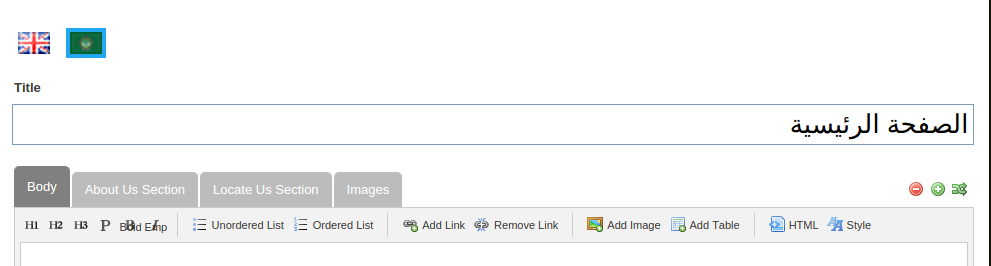 Title
الصفحة الرئيسية
Body About Us Section Locate Us Section Images
H1 H2 H3 P Bold Emp Unordered List Ordered List Add Link Remove Link Add Image Add Table HTML Style